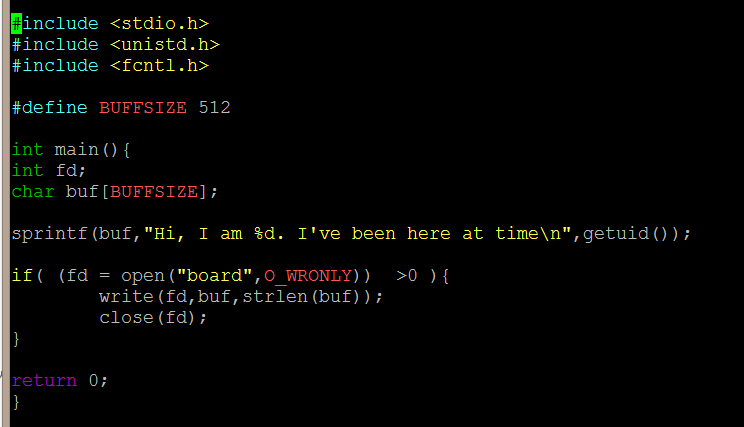 #include <stdio.h>
#include <unistd.h>
#include <fcntl.h>
#define BUFFSIZE 512
int main(){
int fd;
char buf[BUFFSIZE];
sprintf(buf,"Hi, I am %d. I've been here at time\n",getuid());
if( (fd = open("board",O_WRONLY))  >0 ){
        write(fd,buf,strlen(buf));
        close(fd);
}
return 0;
}